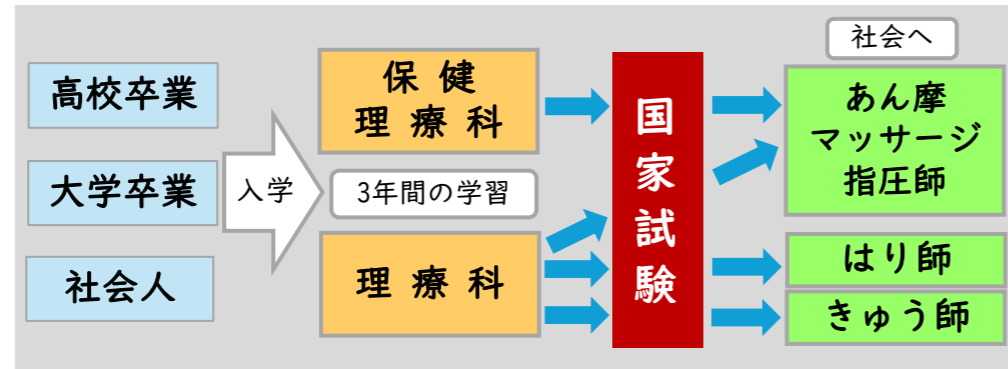 高校卒業
大学卒業
社会人
入学
保健
理療科
3年間の学習
理療科
国家試験
社会へ
あん摩
マッサージ
指圧師
はり師
きゅう師